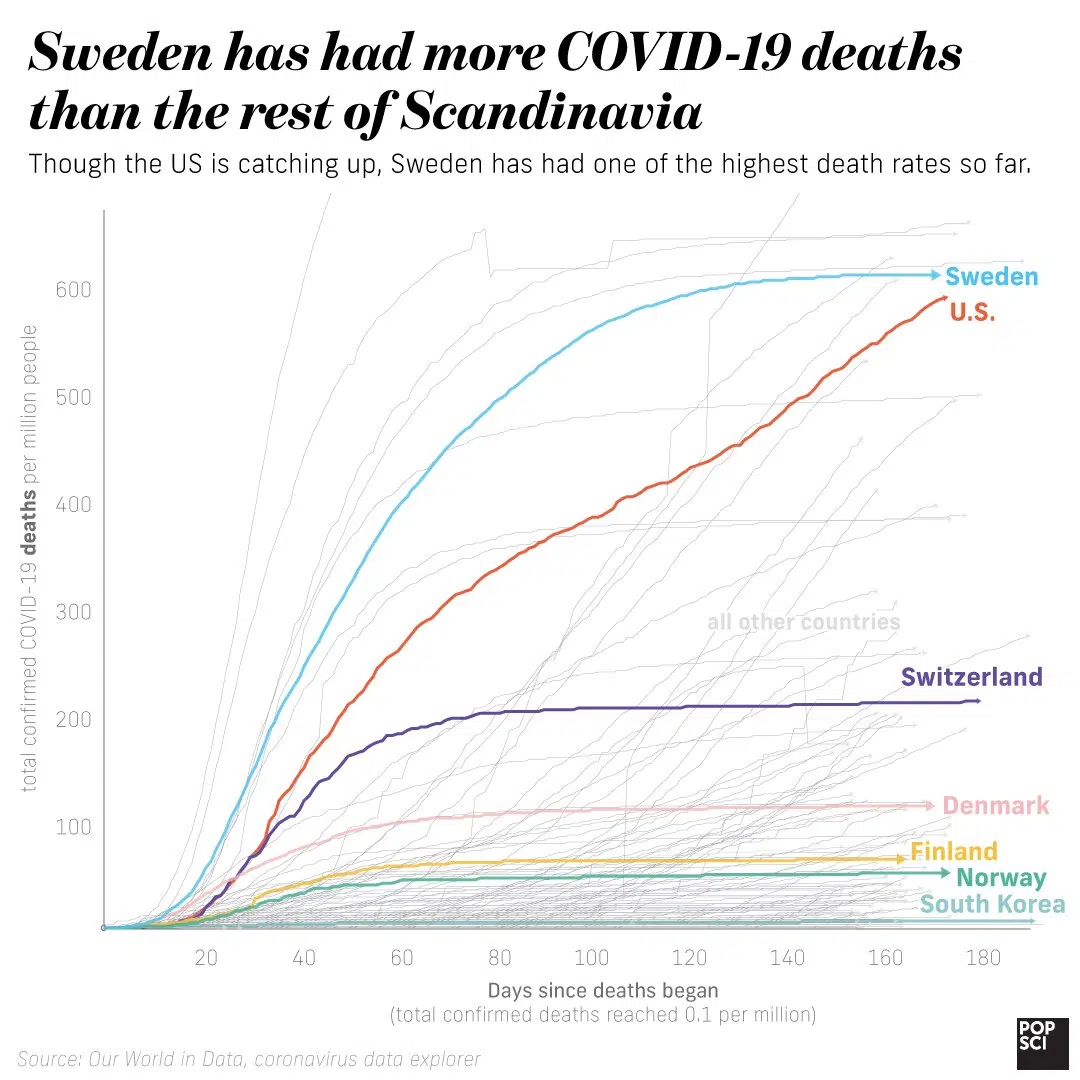 Sweden has had more COVID-19 deaths
than the rest of Scandinavia
Though the US is catching up, Sweden has had one of the highest death rates so far.
total confirmed COVID-19 deaths per million people
600
500
400
300
200
100
Sweden
U.S.
all other countries
Switzerland
Denmark
Finland
Norway
South Korea
20 40 60 80 100 120 140 160 180
Days since deaths began
(total confirmed deaths reached 0.1 per million)
Source: Our World in Data, coronavirus data explorer
POP
SCI